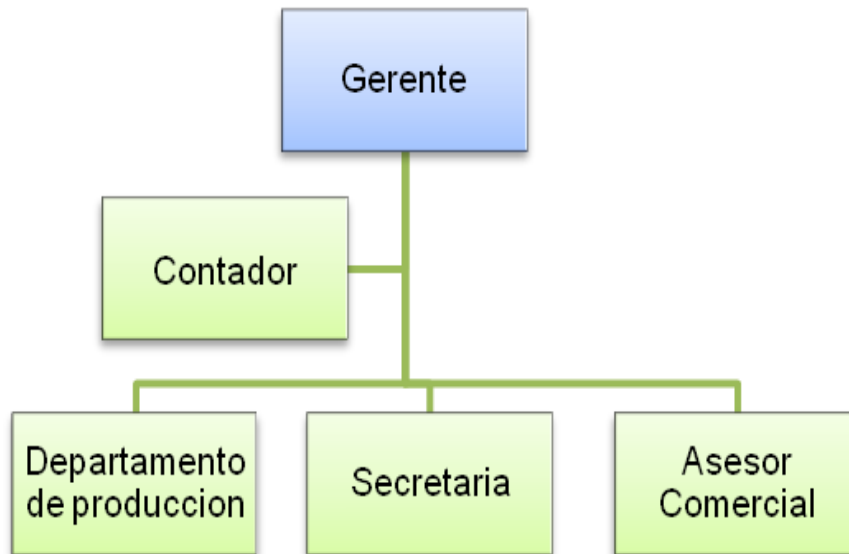 Gerente
Contador
Departamento
de produccion
Secretaria
Asesor
Comercial